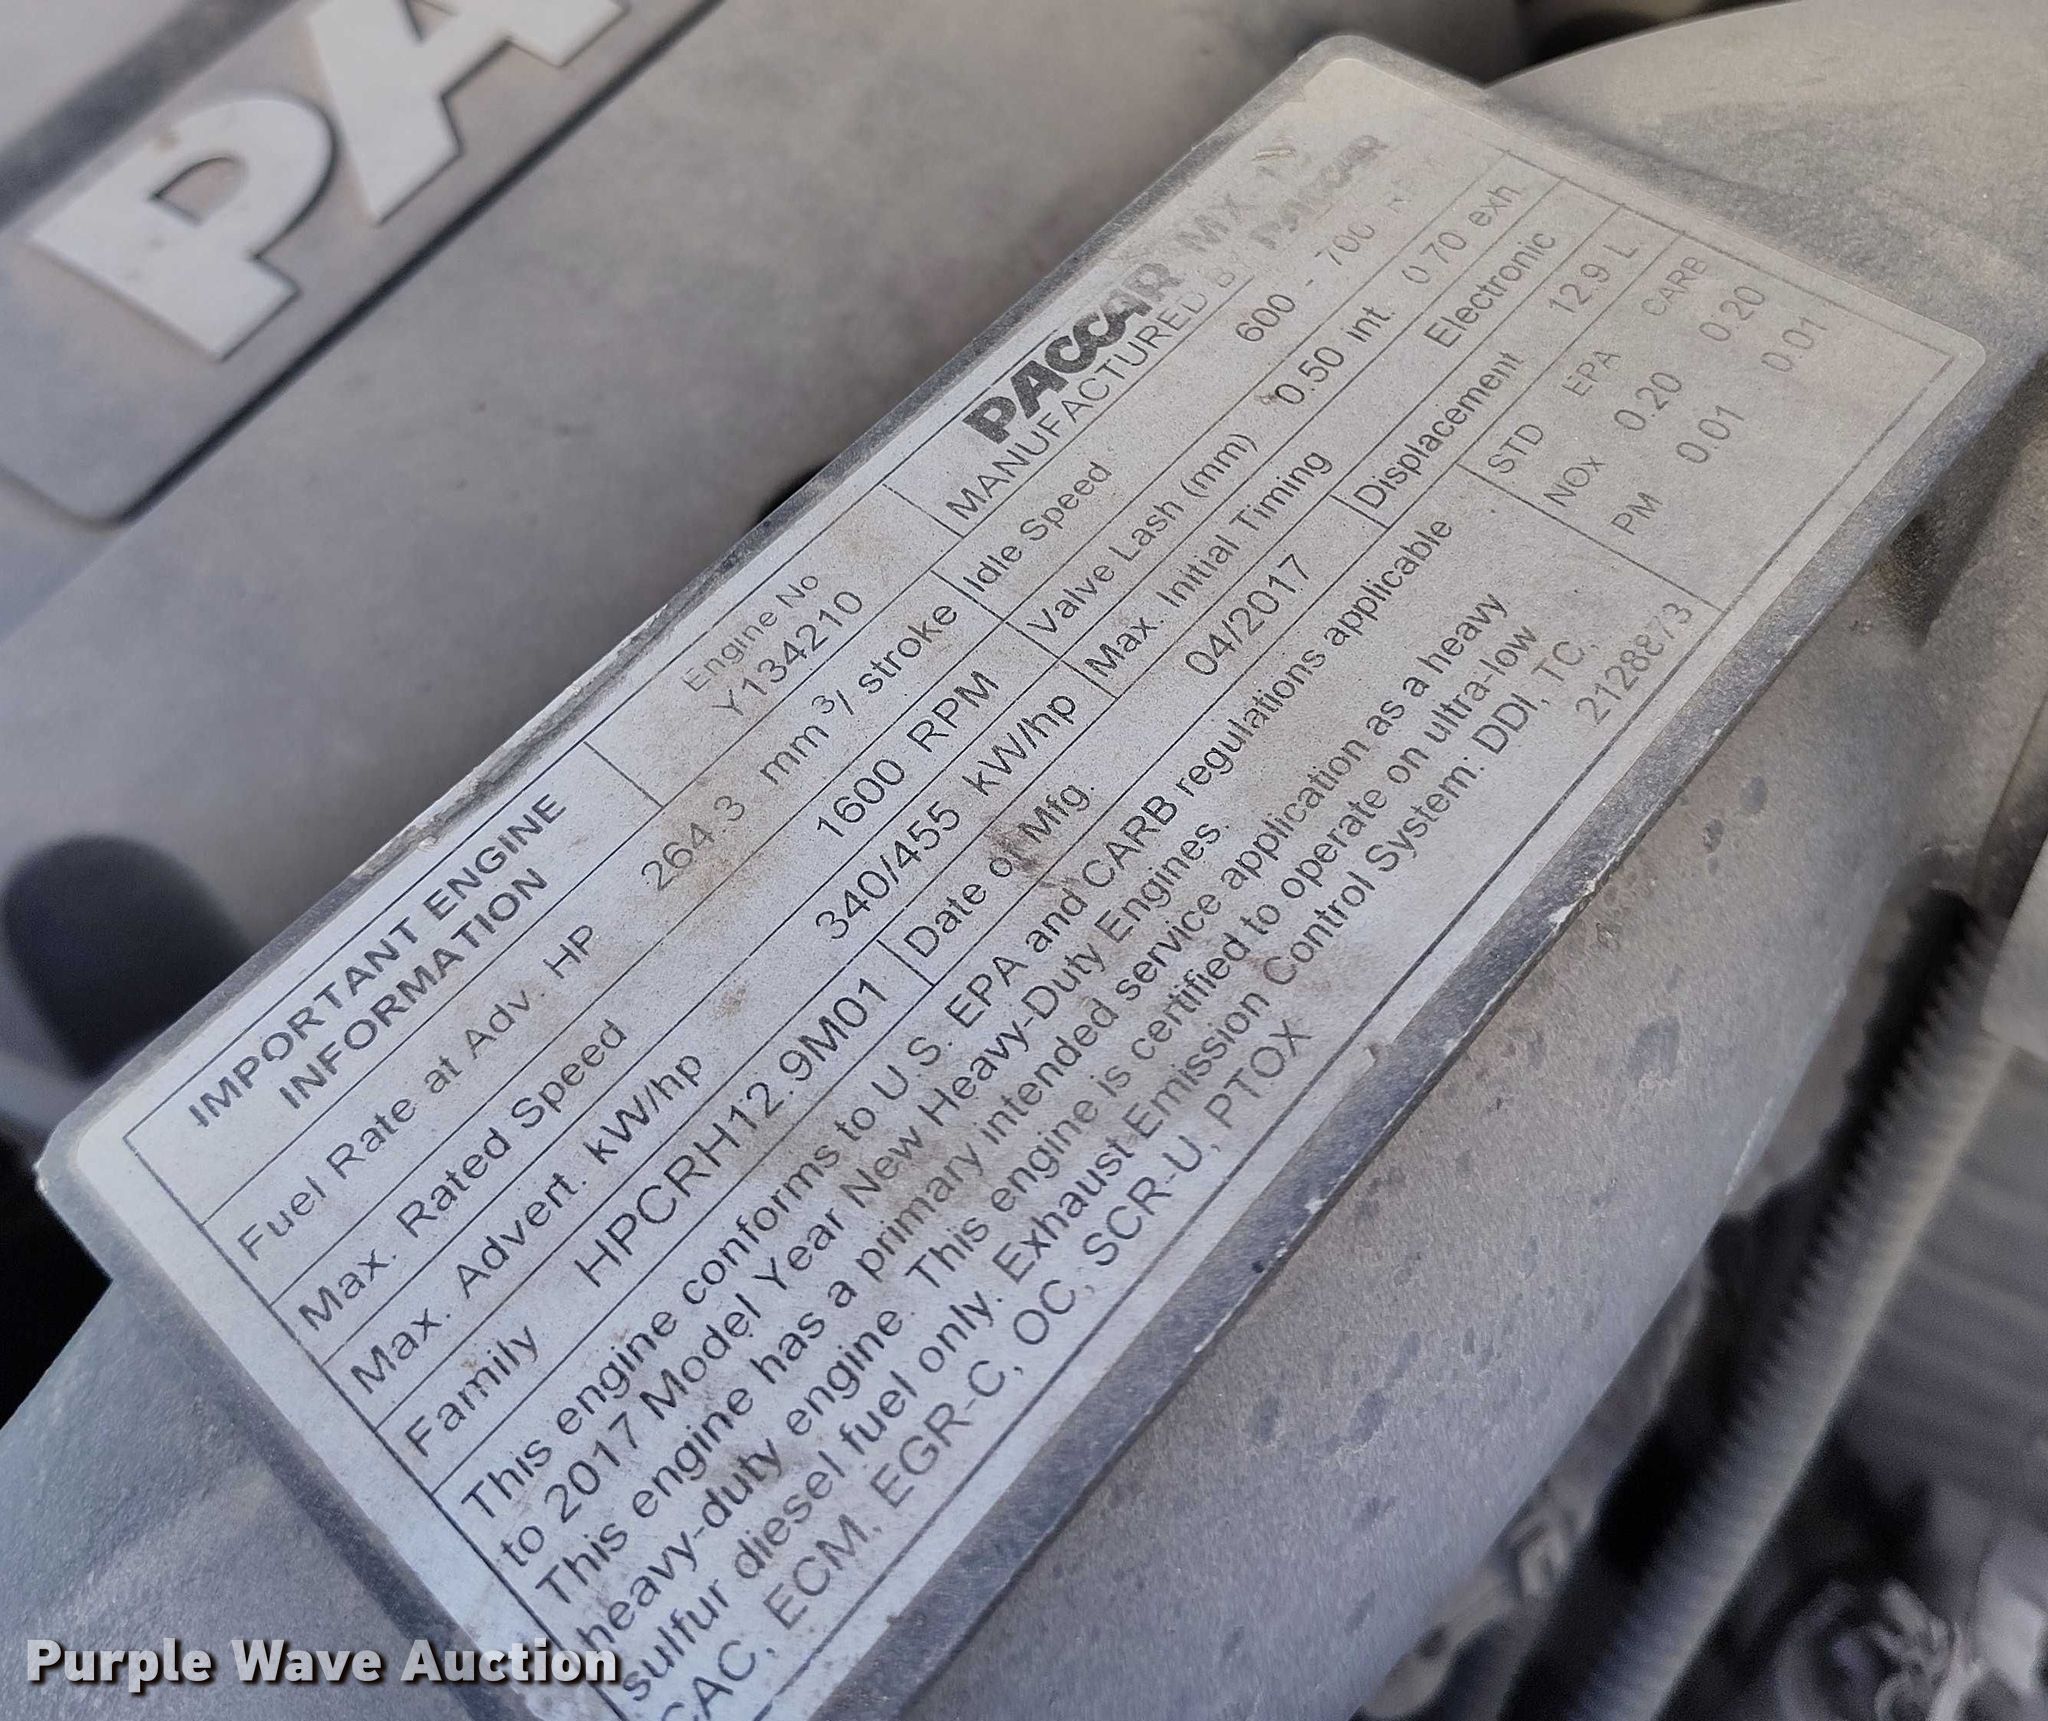 PA
IMPORTANT ENGINE
INFORMATION
Engine No
Y134210
PACCAR MX
MANUFACTURED BY PACCAR
Fuel Rate at Adv. HP 264.3 mm³/ stroke
Idle Speed 600 - 700
Max. Rated Speed 1600 RPM
Valve Lash (mm) 0.50 int. 0.70 exh.
Max. Advert. kW/hp 340/455 kW/hp
Max. Initial Timing Electronic
Family HPCRH12.9M01
Date of Mfg. 04/2017
Displacement 12.9 L
This engine conforms to U.S. EPA and CARB regulations applicable
to 2017 Model Year New Heavy-Duty Engines.
This engine has a primary intended service application as a heavy
heavy-duty engine. This engine is certified to operate on ultra-low
sulfur diesel fuel only. Exhaust Emission Control System: DDI, TC,
CAC, ECM, EGR-C, OC, SCR-U, PTOX
2128873
STD EPA CARB
NOx 0.20 0.20
PM 0.01 0.01
Purple Wave Auction